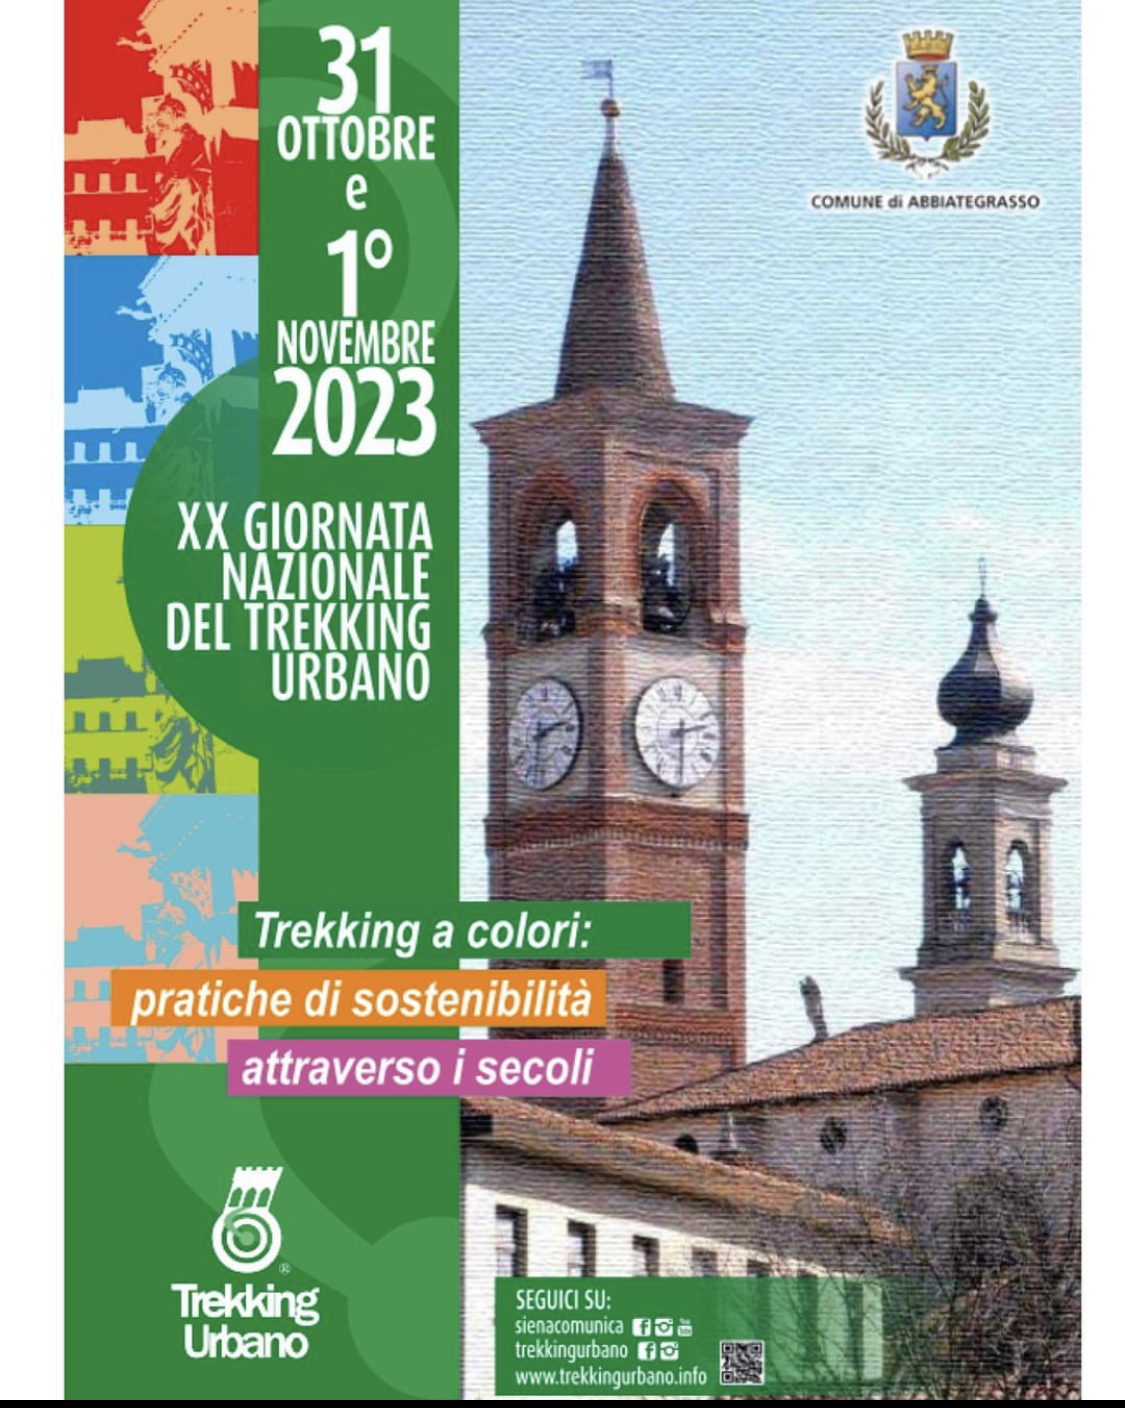 31
OTTOBRE
e
1°
NOVEMBRE
2023
XX GIORNATA
NAZIONALE
DEL TREKKING
URBANO
COMUNE di ABBIATEGRASSO
Trekking a colori:
pratiche di sostenibilità
attraverso i secoli
Trekking
Urbano
®
SEGUICI SU:
sienacomunica
trekkingurbano
www.trekkingurbano.info